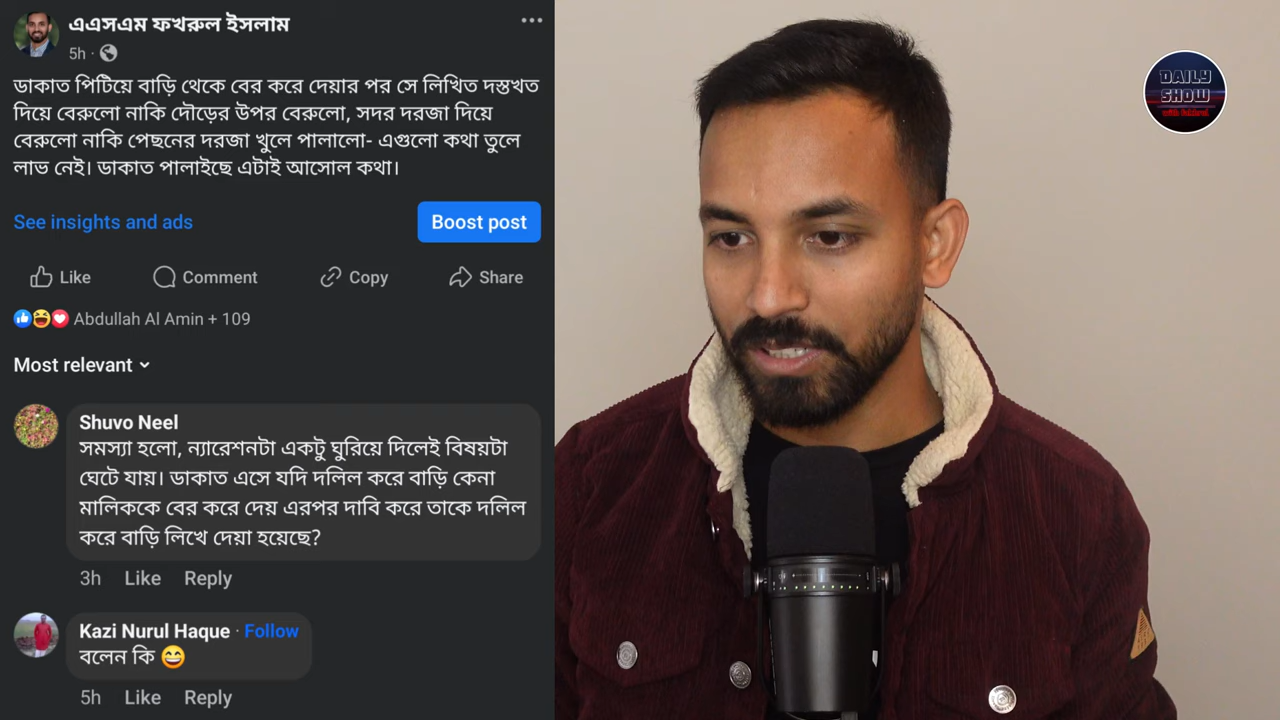 এএসএম ফখরুল ইসলাম
5h ·
ডাকাত পিটিয়ে বাড়ি থেকে বের করে দেয়ার পর সে লিখিত দস্তখত
দিয়ে বেরুলো নাকি দৌড়ের উপর বেরুলো, সদর দরজা দিয়ে
বেরুলো নাকি পেছনের দরজা খুলে পালালো- এগুলো কথা তুলে
লাভ নেই। ডাকাত পালাইছে এটাই আসোল কথা।
See insights and ads
Boost post
Like Comment Copy Share
Abdullah Al Amin + 109
Most relevant
Shuvo Neel
সমস্যা হলো, ন্যারেশনটা একটু ঘুরিয়ে দিলেই বিষয়টা
ঘেটে যায়। ডাকাত এসে যদি দলিল করে বাড়ি কেনা
মালিককে বের করে দেয় এরপর দাবি করে তাকে দলিল
করে বাড়ি লিখে দেয়া হয়েছে?
3h Like Reply
Kazi Nurul Haque · Follow
বলেন কি 😄
5h Like Reply
DAILY
SHOW
with fakhrul